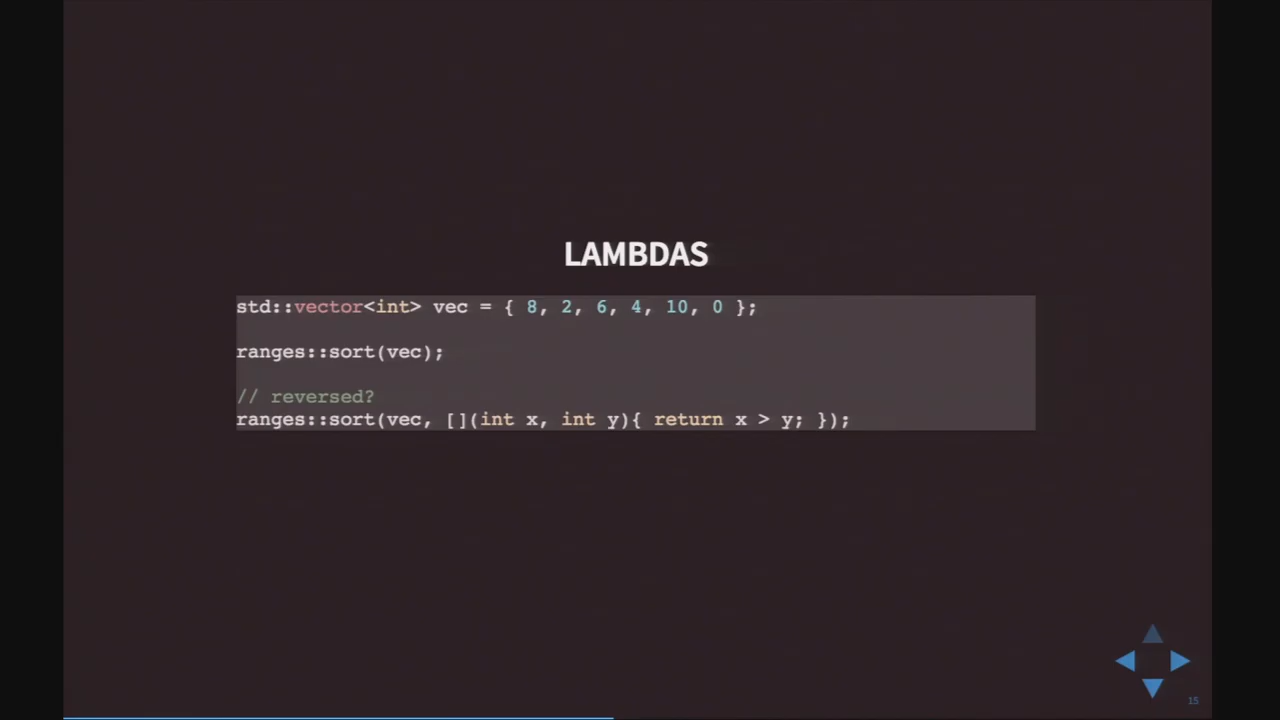 LAMBDAS
std::vector<int> vec = { 8, 2, 6, 4, 10, 0 };
ranges::sort(vec);
// reversed?
ranges::sort(vec, [](int x, int y){ return x > y; });
15